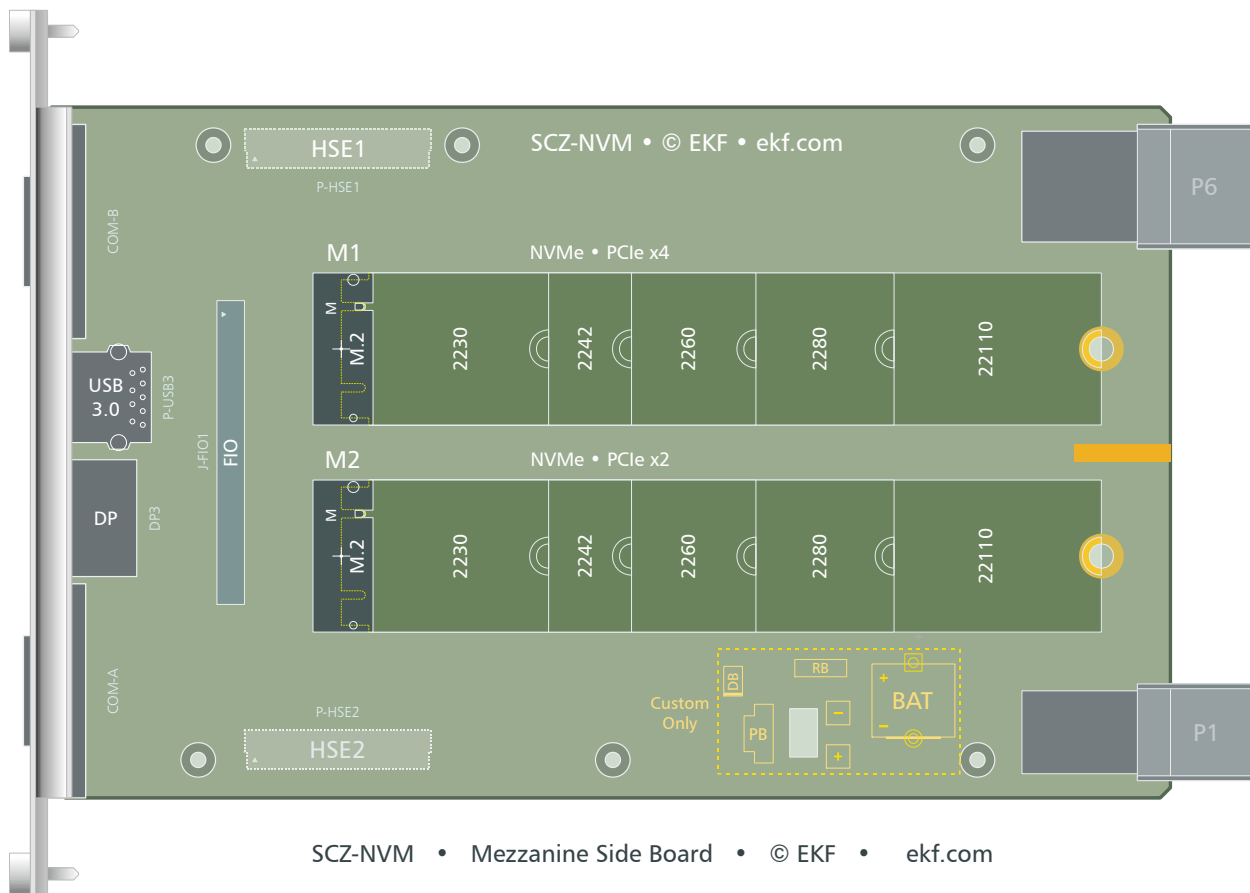 HSE1
SCZ-NVM • © EKF • ekf.com
P-HSE1
P6
COM-B
M1
NVMe • PCIe x4
M
M.2
2230
2242
2260
2280
22110
USB
3.0
P-USB3
J-FIO1
FIO
M2
NVMe • PCIe x2
M
M.2
2230
2242
2260
2280
22110
DP
DP3
COM-A
P-HSE2
HSE2
Custom
Only
DB
RB
PB
−
+
+
BAT
−
P1
SCZ-NVM • Mezzanine Side Board • © EKF • ekf.com